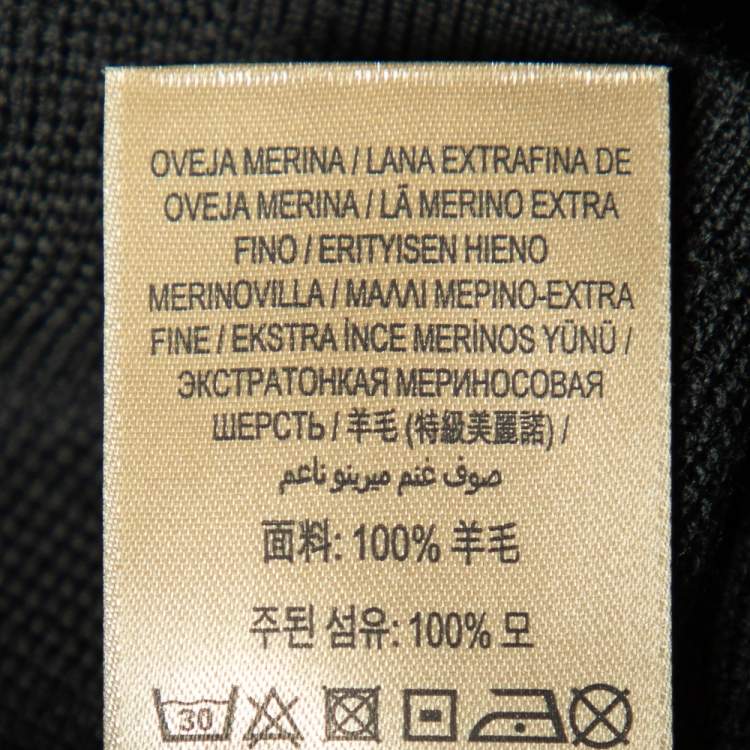 OVEJA MERINA / LANA EXTRAFINA DE
OVEJA MERINA / LÃ MERINO EXTRA
FINO / ERITYISEN HIENO
MERINOVILLA / ΜΑΛΛΙ ΜΕΡΙΝΟ-EXTRA
FINE / EKSTRA İNCE MERİNOS YÜNÜ /
ЭКСТРАТОНКАЯ МЕРИНОСОВАЯ
ШЕРСТЬ / 羊毛 (特級美麗諾) /
صوف غنم ميرينو ناعم
面料: 100% 羊毛
주된 섬유: 100% 모
30